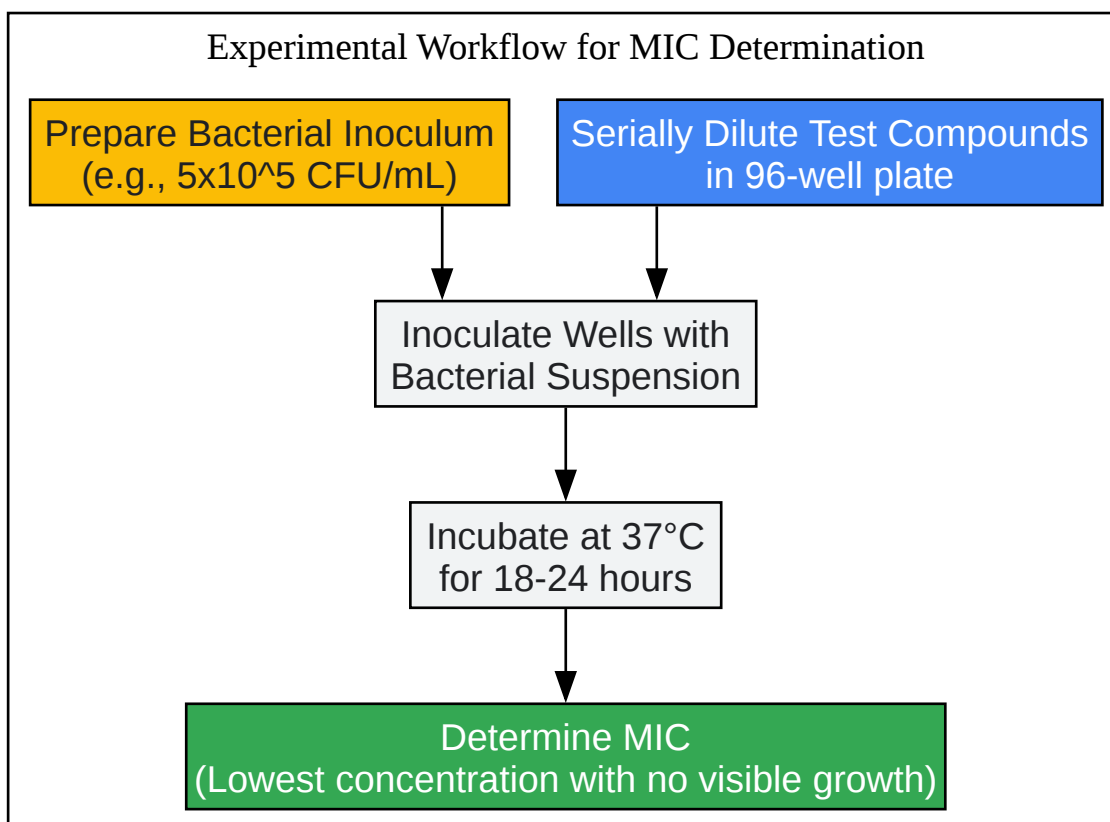 Experimental Workflow for MIC Determination
Prepare Bacterial Inoculum
(e.g., 5x10^5 CFU/mL)
Serially Dilute Test Compounds
in 96-well plate
Inoculate Wells with
Bacterial Suspension
Incubate at 37°C
for 18-24 hours
Determine MIC
(Lowest concentration with no visible growth)